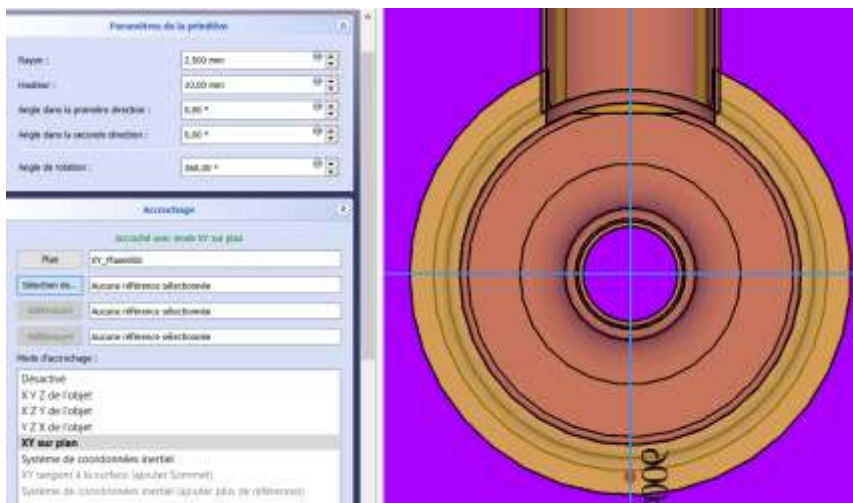 Paramètres de la primitive
Rayon : 2,500 mm
Hauteur : 10,00 mm
Angle dans la première direction : 0,00 °
Angle dans la seconde direction : 0,00 °
Angle de rotation : 360,00 °
Accrochage
Accroché avec mode XY sur plan
Plan
Sélection de... Aucune référence sélectionnée
Référence3 Aucune référence sélectionnée
Référence4 Aucune référence sélectionnée
Mode d'accrochage :
Désactivé
X Y Z de l'objet
X Z Y de l'objet
Y Z X de l'objet
XY sur plan
Système de coordonnées inertiel
XY tangent à la surface (ajouter Sommet)
Système de coordonnées inertiel (ajouter plus de références)